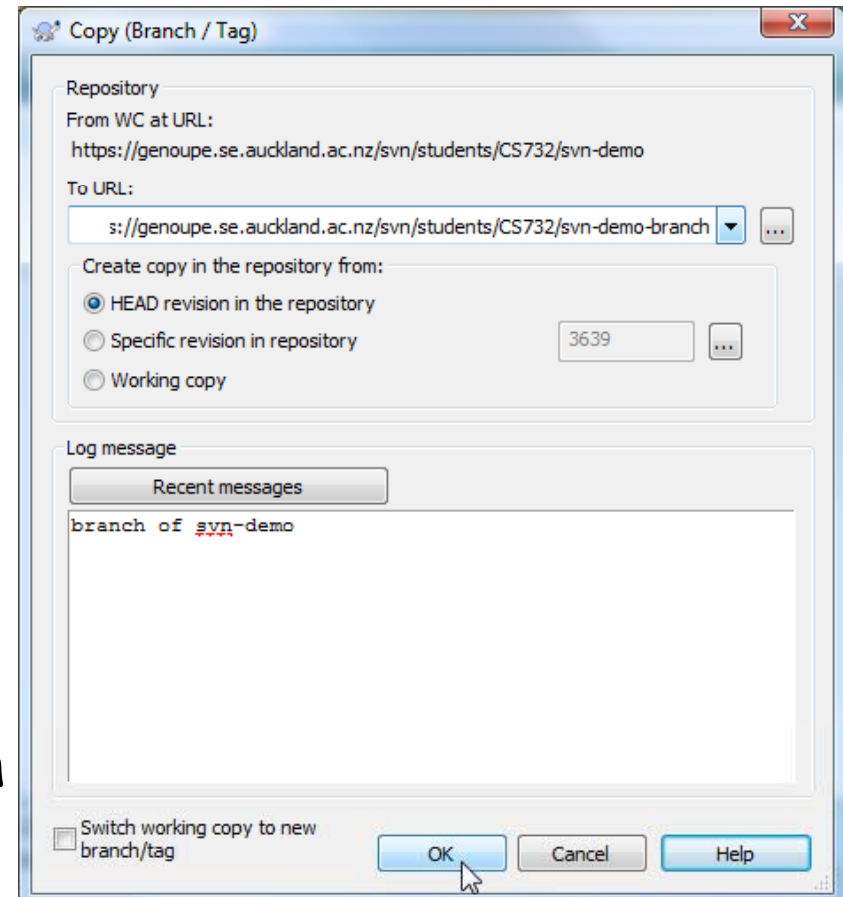 Copy (Branch / Tag)
Repository
From WC at URL:
https://genoupe.se.auckland.ac.nz/svn/students/CS732/svn-demo
To URL:
s://genoupe.se.auckland.ac.nz/svn/students/CS732/svn-demo-branch
...
Create copy in the repository from:
HEAD revision in the repository
Specific revision in repository
3639
...
Working copy
Log message
Recent messages
branch of svn-demo
Switch working copy to new
branch/tag
OK
Cancel
Help